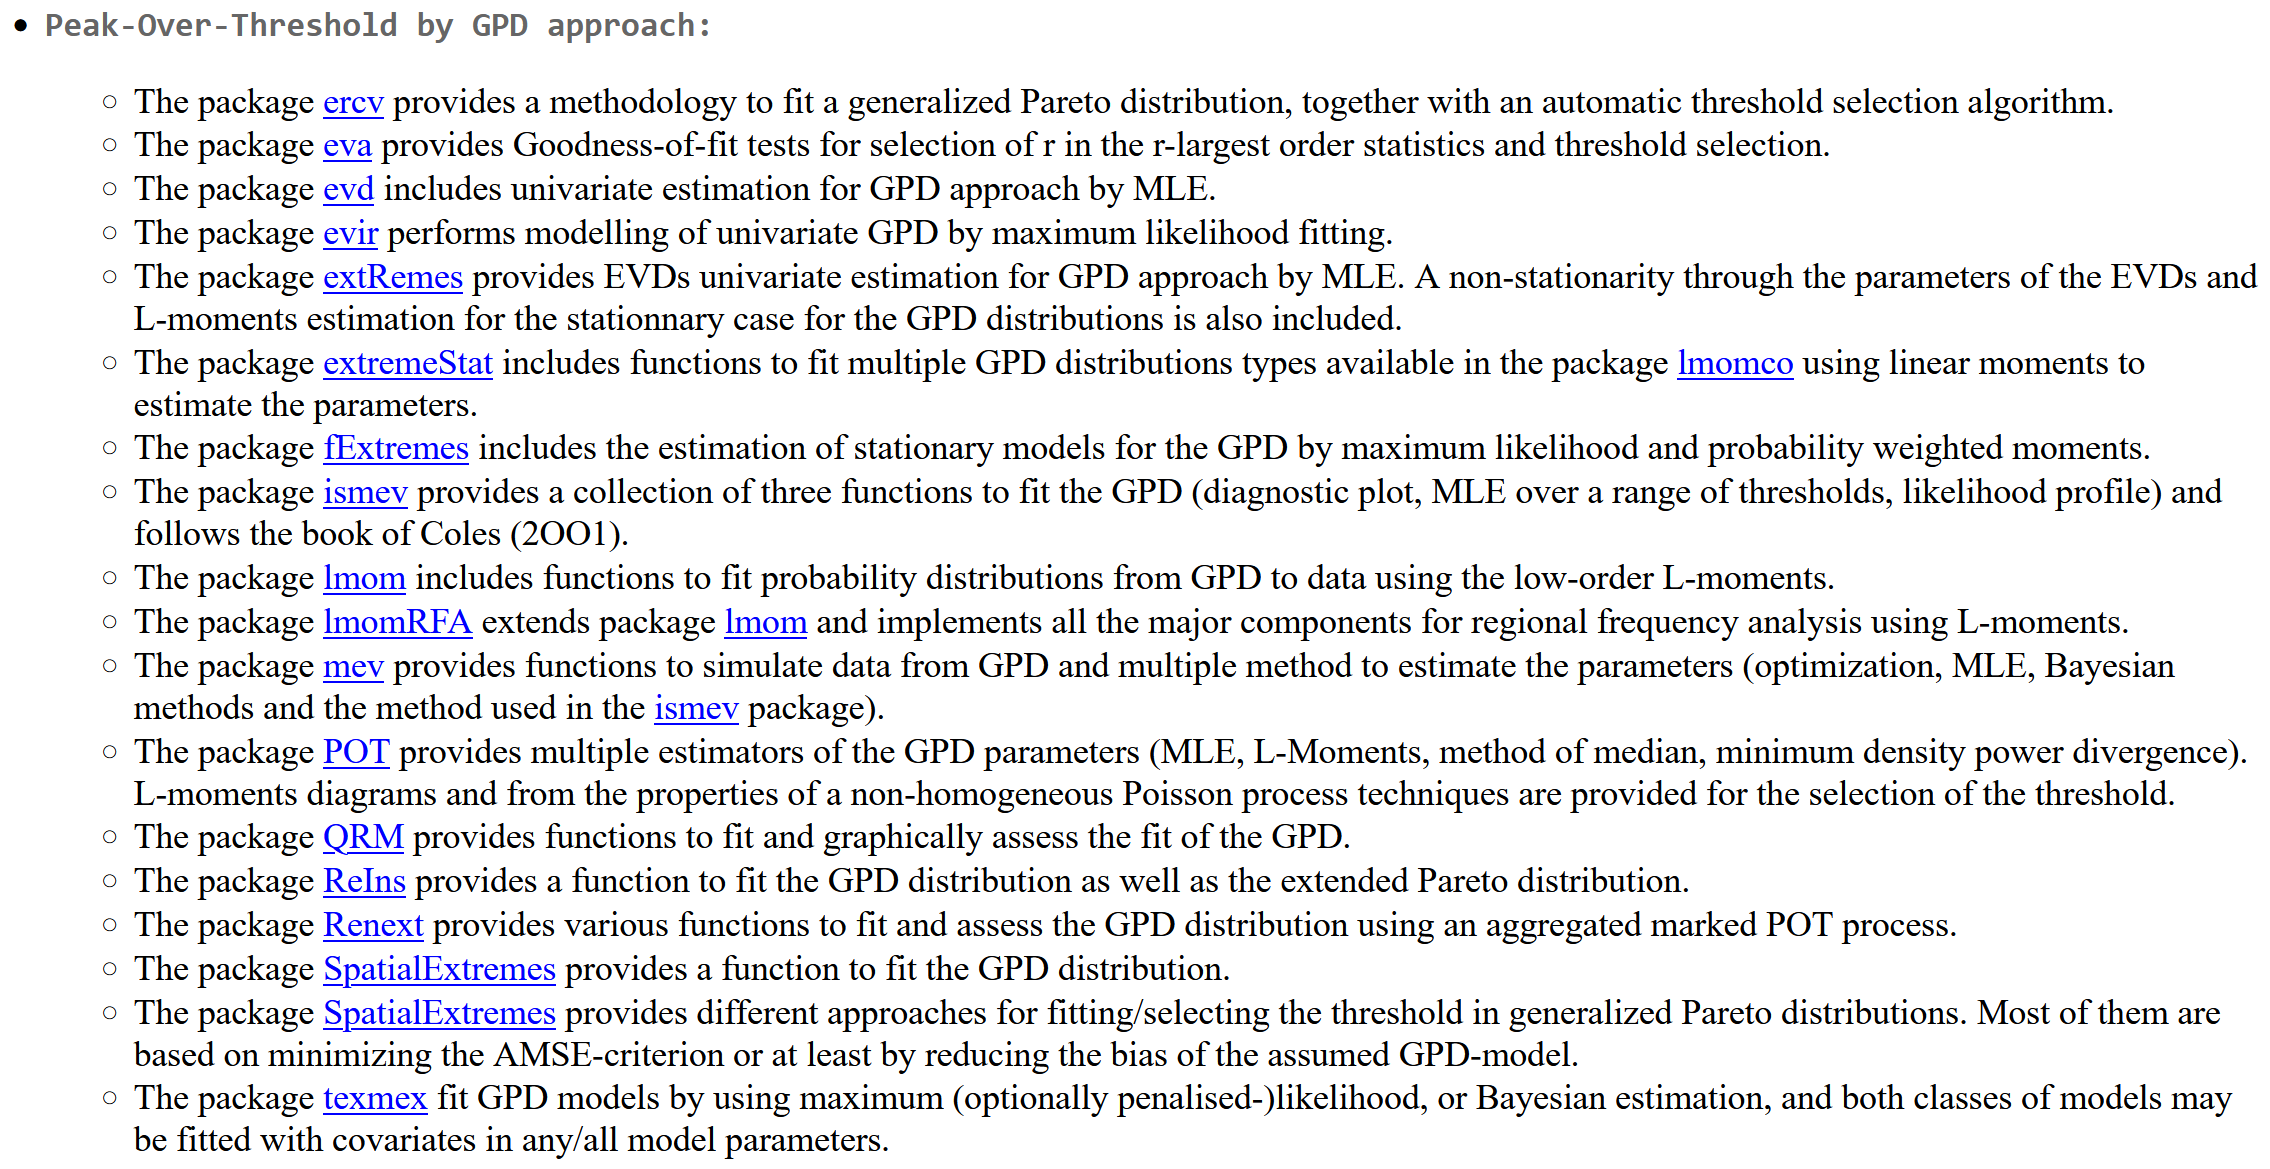 • Peak-Over-Threshold by GPD approach:
○ The package ercv provides a methodology to fit a generalized Pareto distribution, together with an automatic threshold selection algorithm.
○ The package eva provides Goodness-of-fit tests for selection of r in the r-largest order statistics and threshold selection.
○ The package evd includes univariate estimation for GPD approach by MLE.
○ The package evir performs modelling of univariate GPD by maximum likelihood fitting.
○ The package extRemes provides EVDs univariate estimation for GPD approach by MLE. A non-stationarity through the parameters of the EVDs and
L-moments estimation for the stationnary case for the GPD distributions is also included.
○ The package extremeStat includes functions to fit multiple GPD distributions types available in the package lmomco using linear moments to
estimate the parameters.
○ The package fExtremes includes the estimation of stationary models for the GPD by maximum likelihood and probability weighted moments.
○ The package ismev provides a collection of three functions to fit the GPD (diagnostic plot, MLE over a range of thresholds, likelihood profile) and
follows the book of Coles (2OO1).
○ The package lmom includes functions to fit probability distributions from GPD to data using the low-order L-moments.
○ The package lmomRFA extends package lmom and implements all the major components for regional frequency analysis using L-moments.
○ The package mev provides functions to simulate data from GPD and multiple method to estimate the parameters (optimization, MLE, Bayesian
methods and the method used in the ismev package).
○ The package POT provides multiple estimators of the GPD parameters (MLE, L-Moments, method of median, minimum density power divergence).
L-moments diagrams and from the properties of a non-homogeneous Poisson process techniques are provided for the selection of the threshold.
○ The package QRM provides functions to fit and graphically assess the fit of the GPD.
○ The package ReIns provides a function to fit the GPD distribution as well as the extended Pareto distribution.
○ The package Renext provides various functions to fit and assess the GPD distribution using an aggregated marked POT process.
○ The package SpatialExtremes provides a function to fit the GPD distribution.
○ The package SpatialExtremes provides different approaches for fitting/selecting the threshold in generalized Pareto distributions. Most of them are
based on minimizing the AMSE-criterion or at least by reducing the bias of the assumed GPD-model.
○ The package texmex fit GPD models by using maximum (optionally penalised-)likelihood, or Bayesian estimation, and both classes of models may
be fitted with covariates in any/all model parameters.